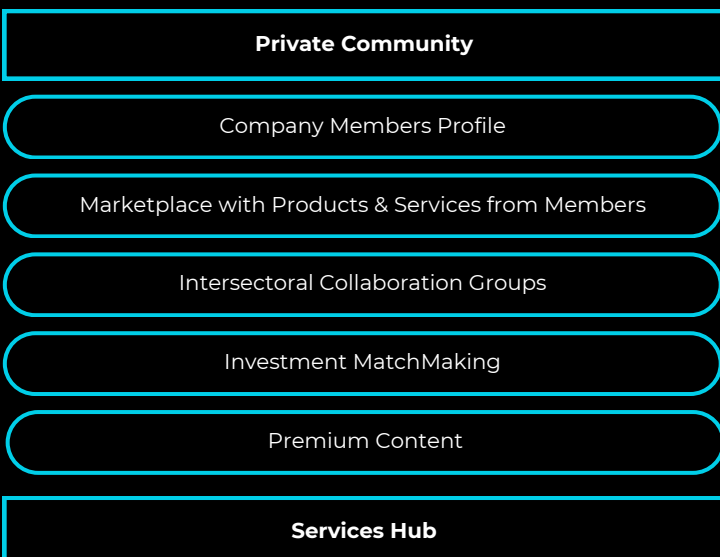 Private Community
Company Members Profile
Marketplace with Products & Services from Members
Intersectoral Collaboration Groups
Investment MatchMaking
Premium Content
Services Hub